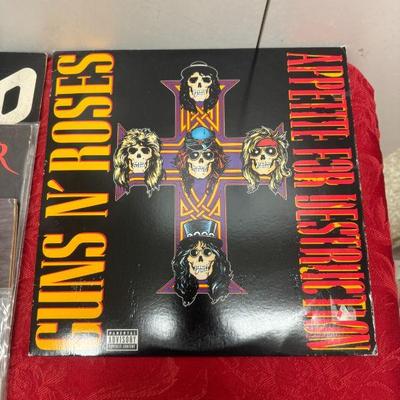 GUNS N' ROSES
APPETITE FOR DESTRUCTION
PARENTAL
ADVISORY
EXPLICIT CONTENT